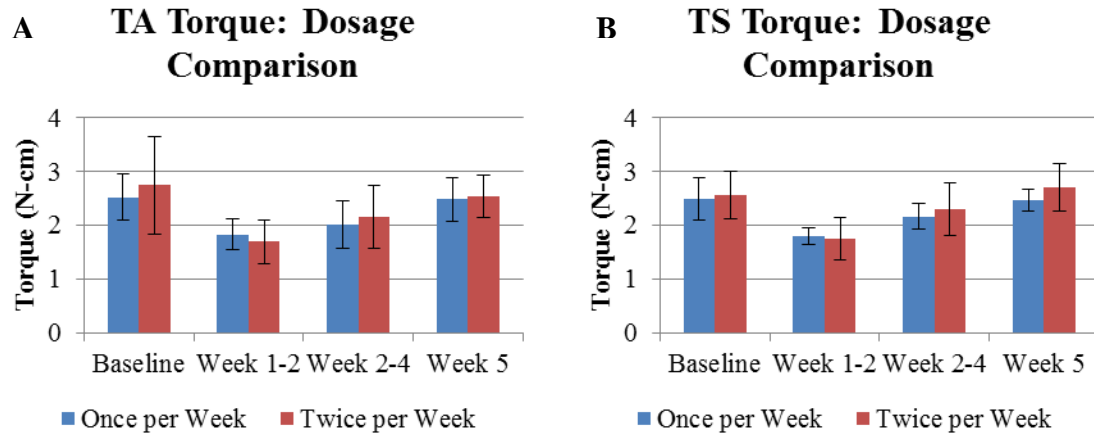 A
TA Torque: Dosage
Comparison
Torque (N-cm)
4
3
2
1
0
Baseline Week 1-2 Week 2-4 Week 5
Once per Week Twice per Week
B
TS Torque: Dosage
Comparison
Torque (N-cm)
4
3
2
1
0
Baseline Week 1-2 Week 2-4 Week 5
Once per Week Twice per Week